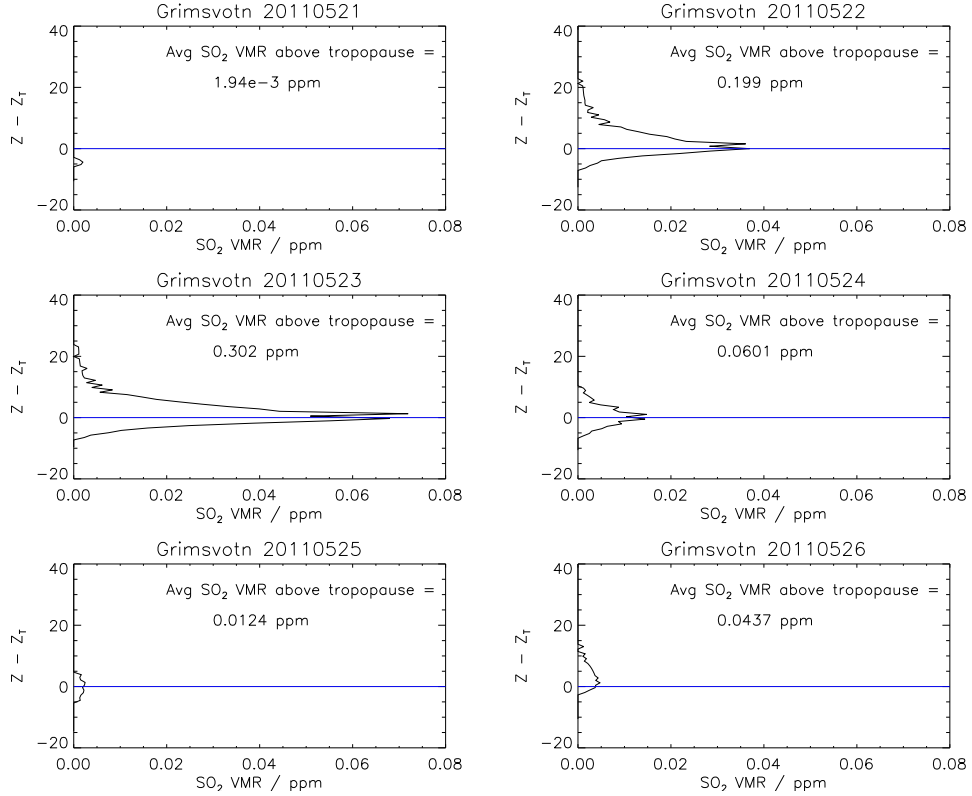 Grimsvotn 20110521
Avg SO₂ VMR above tropopause =
1.94e−3 ppm
40
20
0
−20
Z − Z_T
0.00 0.02 0.04 0.06 0.08
SO₂ VMR / ppm
Grimsvotn 20110522
Avg SO₂ VMR above tropopause =
0.199 ppm
40
20
0
−20
Z − Z_T
0.00 0.02 0.04 0.06 0.08
SO₂ VMR / ppm
Grimsvotn 20110523
Avg SO₂ VMR above tropopause =
0.302 ppm
40
20
0
−20
Z − Z_T
0.00 0.02 0.04 0.06 0.08
SO₂ VMR / ppm
Grimsvotn 20110524
Avg SO₂ VMR above tropopause =
0.0601 ppm
40
20
0
−20
Z − Z_T
0.00 0.02 0.04 0.06 0.08
SO₂ VMR / ppm
Grimsvotn 20110525
Avg SO₂ VMR above tropopause =
0.0124 ppm
40
20
0
−20
Z − Z_T
0.00 0.02 0.04 0.06 0.08
SO₂ VMR / ppm
Grimsvotn 20110526
Avg SO₂ VMR above tropopause =
0.0437 ppm
40
20
0
−20
Z − Z_T
0.00 0.02 0.04 0.06 0.08
SO₂ VMR / ppm